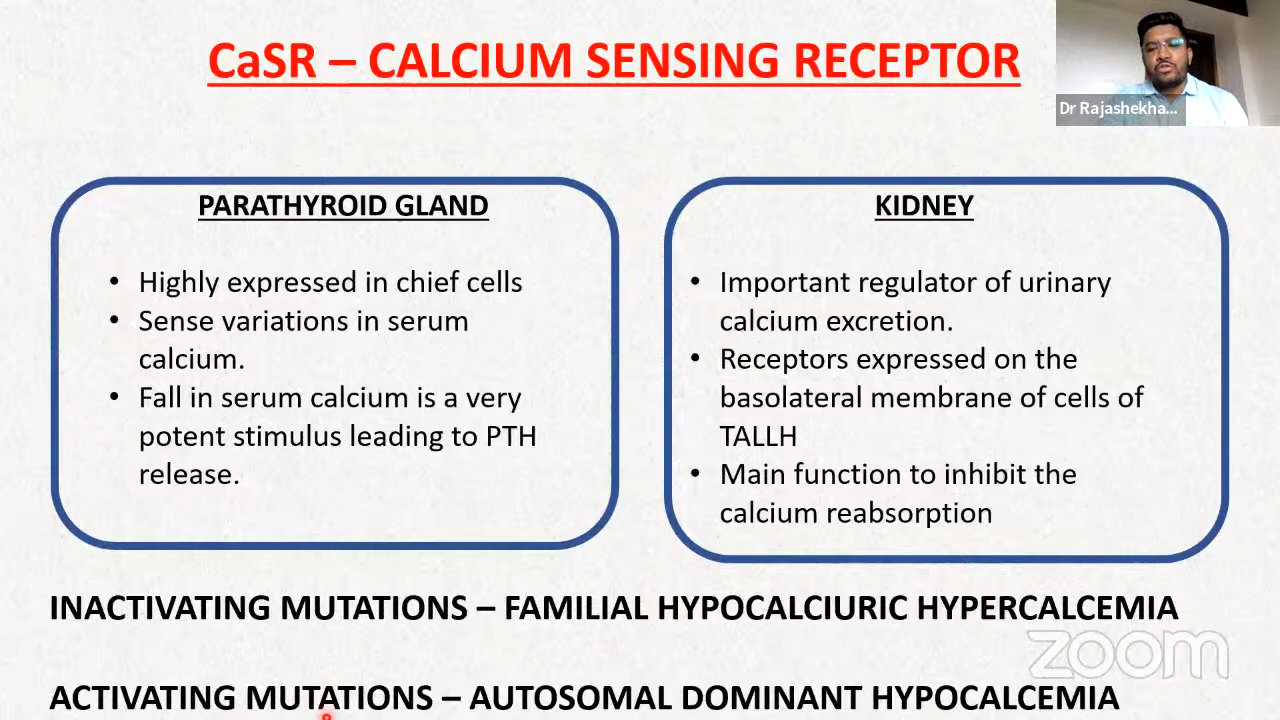 CaSR – CALCIUM SENSING RECEPTOR
Dr Rajashekha...
PARATHYROID GLAND
• Highly expressed in chief cells
• Sense variations in serum
calcium.
• Fall in serum calcium is a very
potent stimulus leading to PTH
release.
KIDNEY
• Important regulator of urinary
calcium excretion.
• Receptors expressed on the
basolateral membrane of cells of
TALLH
• Main function to inhibit the
calcium reabsorption
INACTIVATING MUTATIONS – FAMILIAL HYPOCALCIURIC HYPERCALCEMIA
zoom
ACTIVATING MUTATIONS – AUTOSOMAL DOMINANT HYPOCALCEMIA